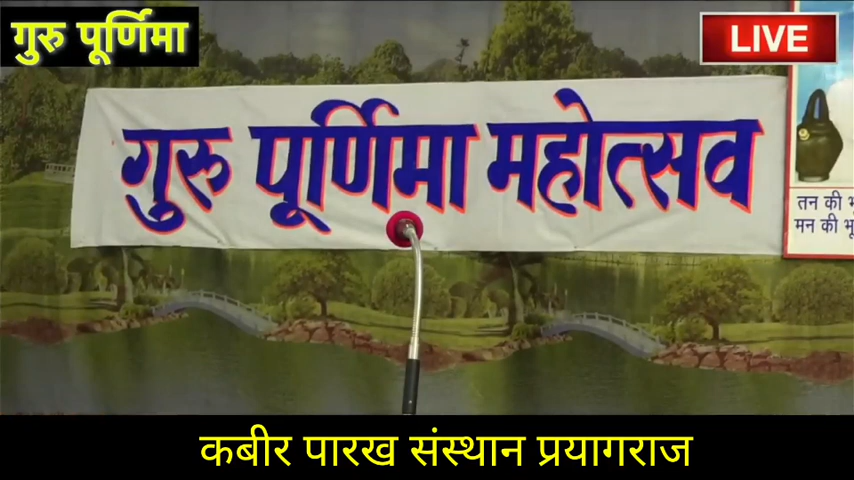 गुरु पूर्णिमा
LIVE
गुरु पूर्णिमा महोत्सव
तन की
मन की
कबीर पारख संस्थान प्रयागराज